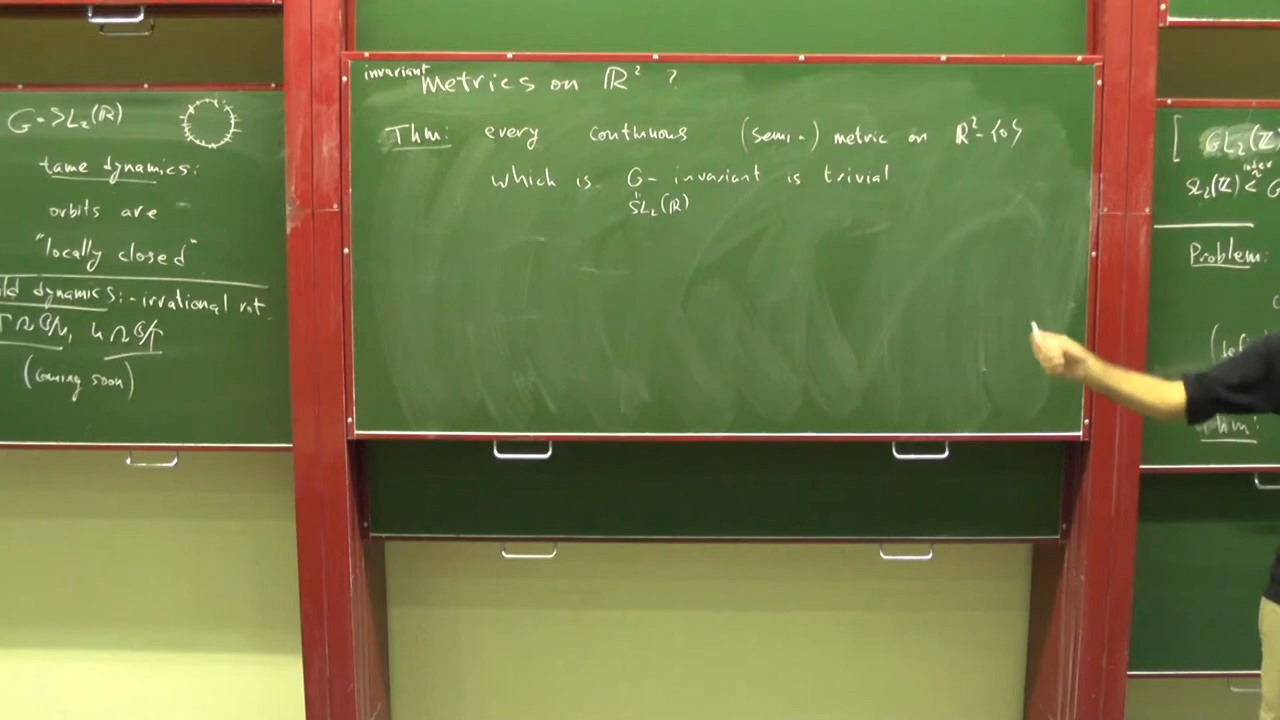 G = SL₂(ℝ)
tame dynamics:
orbits are
"locally closed"
ld dynamics: - irrational rot.
Γ ↷ G/N, H ↷ G/Γ
(coming soon)
invariant Metrics on ℝ² ?
Thm: every continuous (semi-) metric on ℝ²-{0}
which is G-invariant is trivial
SL₂(ℝ)
[ GL₂(ℤ
SL₂(ℤ) < G
Problem:
Thm: